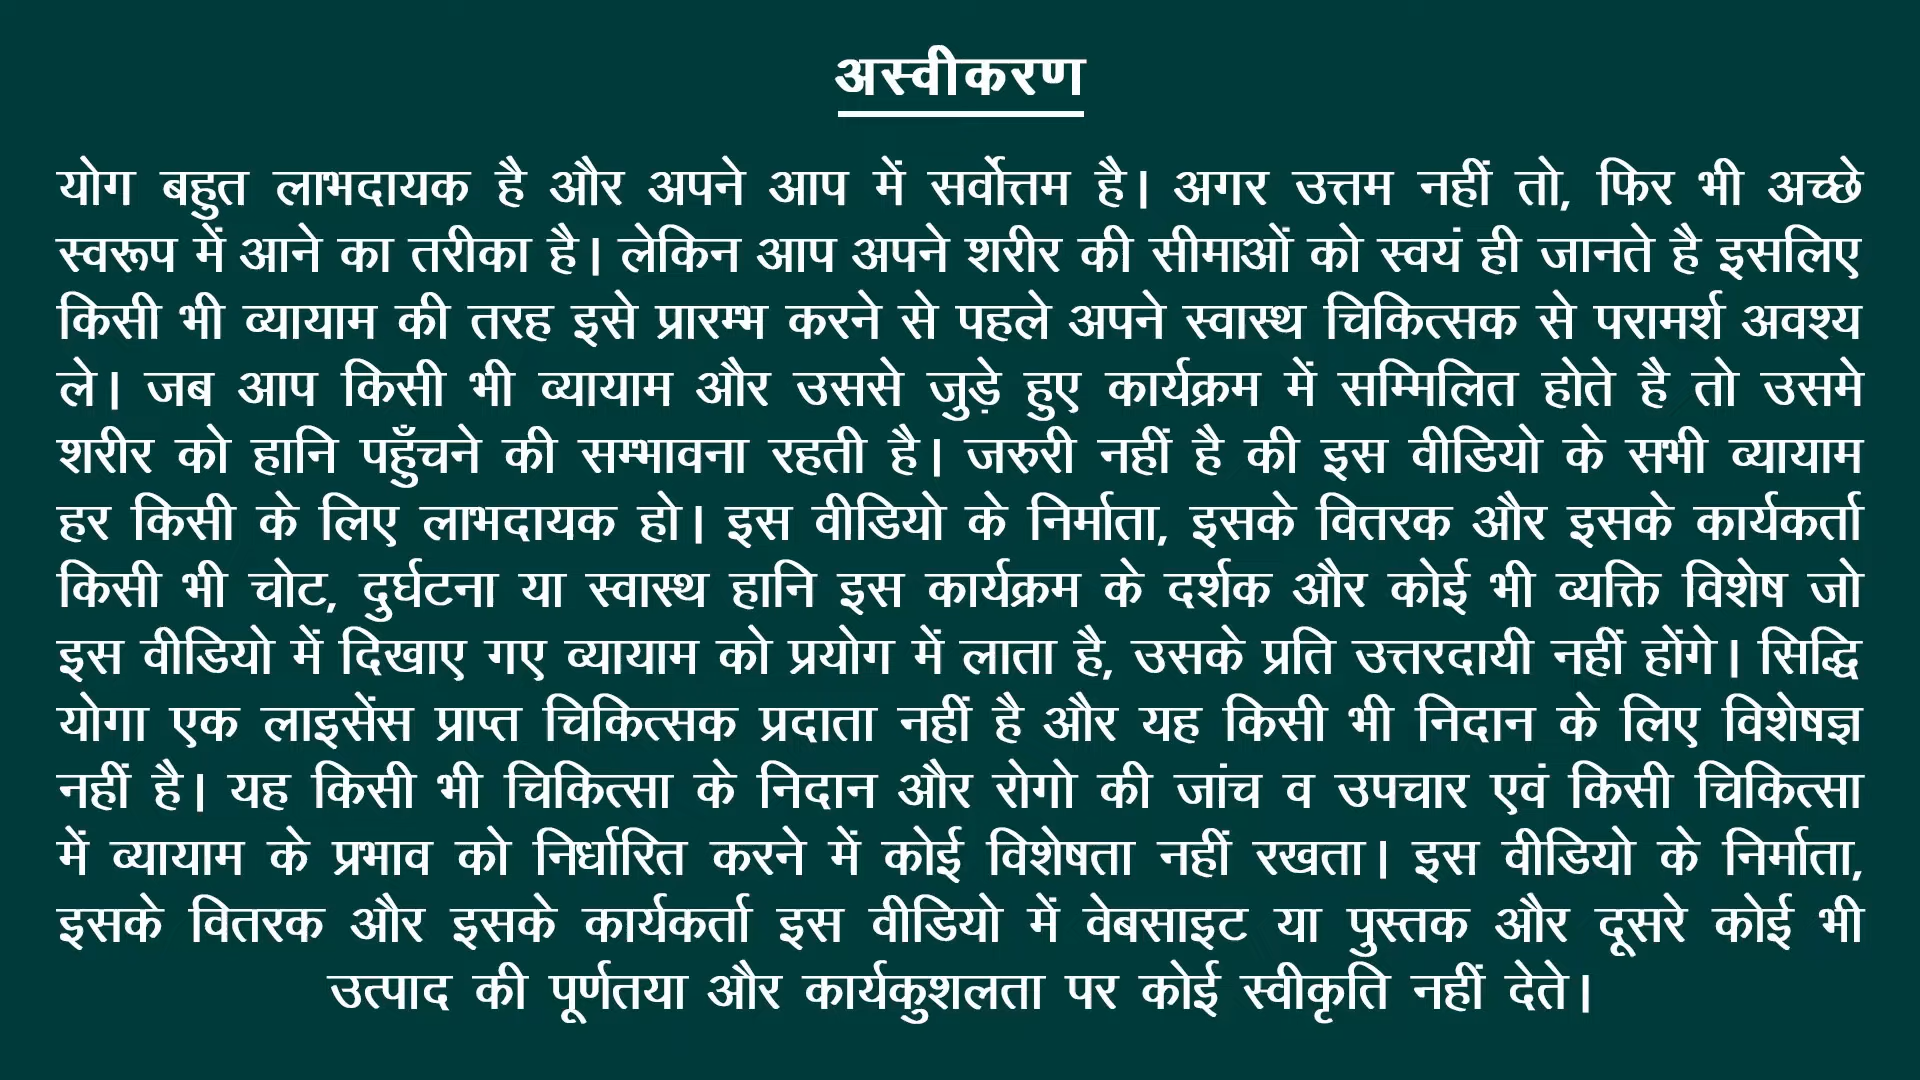 अस्वीकरण
योग बहुत लाभदायक है और अपने आप में सर्वोत्तम है। अगर उत्तम नहीं तो, फिर भी अच्छे
स्वरूप में आने का तरीका है। लेकिन आप अपने शरीर की सीमाओं को स्वयं ही जानते है इसलिए
किसी भी व्यायाम की तरह इसे प्रारम्भ करने से पहले अपने स्वास्थ चिकित्सक से परामर्श अवश्य
ले। जब आप किसी भी व्यायाम और उससे जुड़े हुए कार्यक्रम में सम्मिलित होते है तो उसमे
शरीर को हानि पहुँचने की सम्भावना रहती है। जरुरी नहीं है की इस वीडियो के सभी व्यायाम
हर किसी के लिए लाभदायक हो। इस वीडियो के निर्माता, इसके वितरक और इसके कार्यकर्ता
किसी भी चोट, दुर्घटना या स्वास्थ हानि इस कार्यक्रम के दर्शक और कोई भी व्यक्ति विशेष जो
इस वीडियो में दिखाए गए व्यायाम को प्रयोग में लाता है, उसके प्रति उत्तरदायी नहीं होंगे। सिद्धि
योगा एक लाइसेंस प्राप्त चिकित्सक प्रदाता नहीं है और यह किसी भी निदान के लिए विशेषज्ञ
नहीं है। यह किसी भी चिकित्सा के निदान और रोगो की जांच व उपचार एवं किसी चिकित्सा
में व्यायाम के प्रभाव को निर्धारित करने में कोई विशेषता नहीं रखता। इस वीडियो के निर्माता,
इसके वितरक और इसके कार्यकर्ता इस वीडियो में वेबसाइट या पुस्तक और दूसरे कोई भी
उत्पाद की पूर्णतया और कार्यकुशलता पर कोई स्वीकृति नहीं देते।